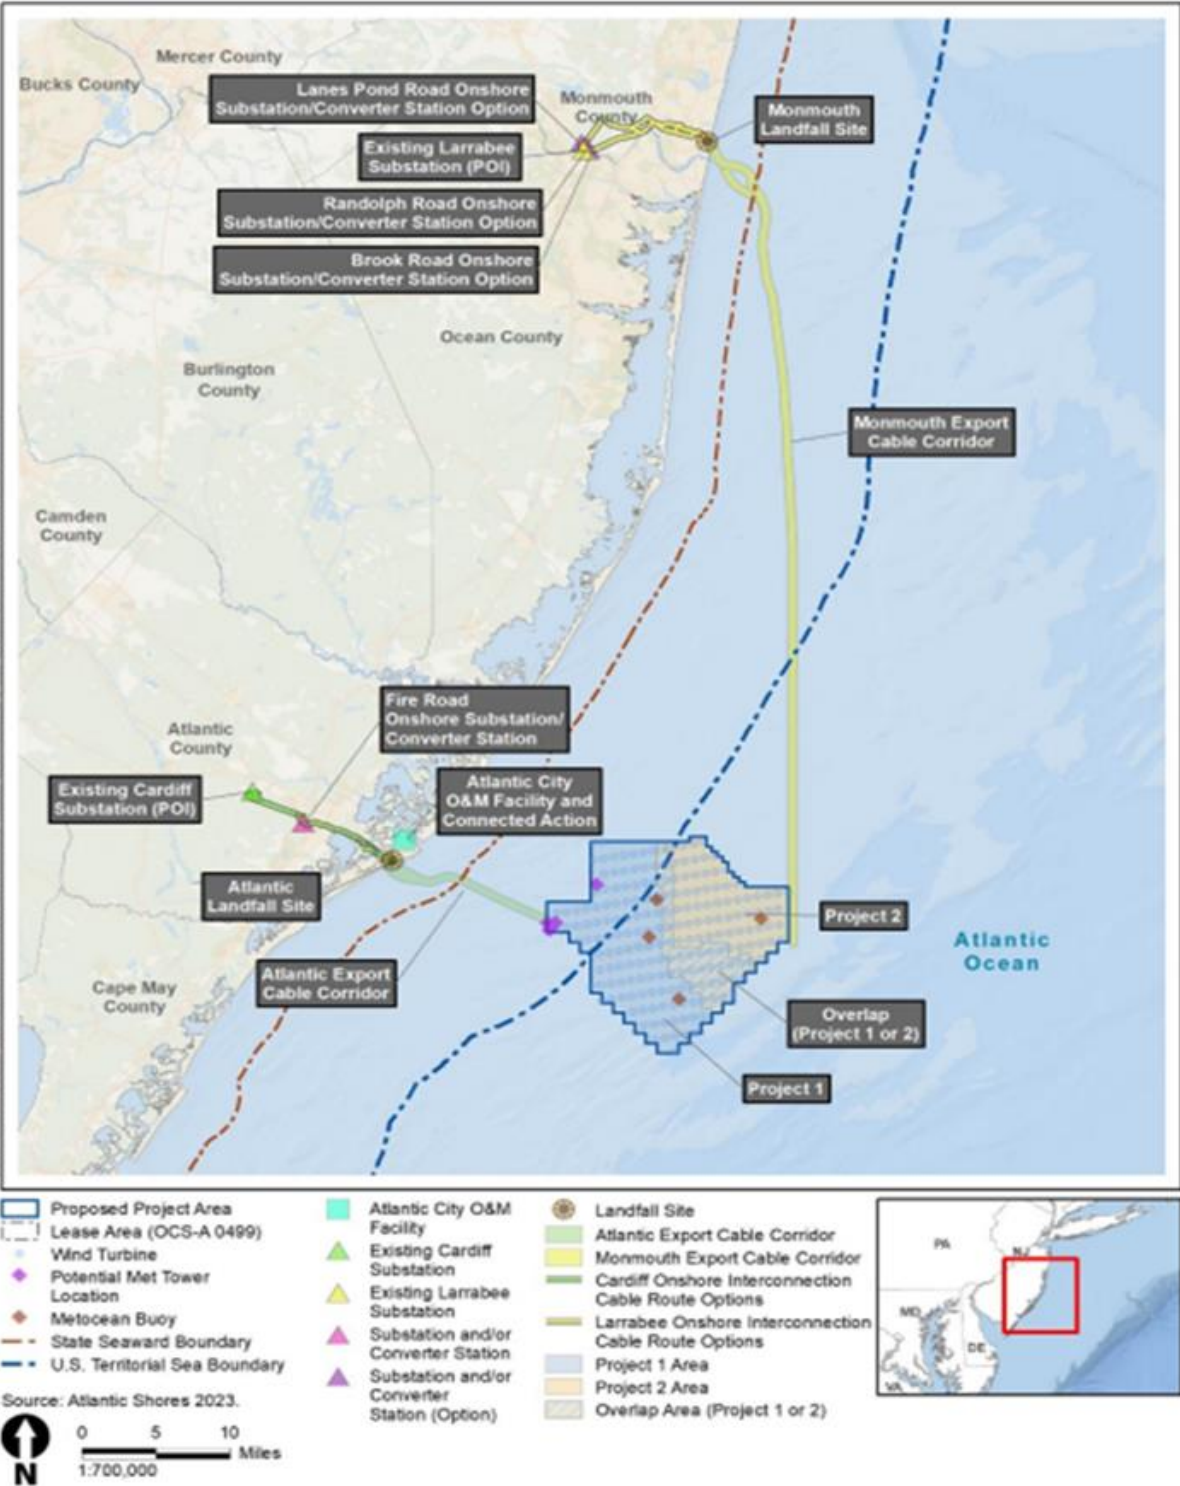 Mercer County
Bucks County
Lanes Pond Road Onshore
Substation/Converter Station Option
Monmouth
County
Monmouth
Landfall Site
Existing Larrabee
Substation (POI)
Randolph Road Onshore
Substation/Converter Station Option
Brook Road Onshore
Substation/Converter Station Option
Ocean County
Burlington
County
Monmouth Export
Cable Corridor
Camden
County
Fire Road
Onshore Substation/
Converter Station
Atlantic
County
Existing Cardiff
Substation (POI)
Atlantic City
O&M Facility and
Connected Action
Atlantic
Landfall Site
Project 2
Atlantic
Ocean
Atlantic Export
Cable Corridor
Cape May
County
Overlap
(Project 1 or 2)
Project 1
Proposed Project Area
Lease Area (OCS-A 0499)
Wind Turbine
Potential Met Tower
Location
Metocean Buoy
State Seaward Boundary
U.S. Territorial Sea Boundary
Atlantic City O&M
Facility
Existing Cardiff
Substation
Existing Larrabee
Substation
Substation and/or
Converter Station
Substation and/or
Converter
Station (Option)
Landfall Site
Atlantic Export Cable Corridor
Monmouth Export Cable Corridor
Cardiff Onshore Interconnection
Cable Route Options
Larrabee Onshore Interconnection
Cable Route Options
Project 1 Area
Project 2 Area
Overlap Area (Project 1 or 2)
PA
NJ
MD
DE
VA
Source: Atlantic Shores 2023.
0 5 10
Miles
1:700,000
N